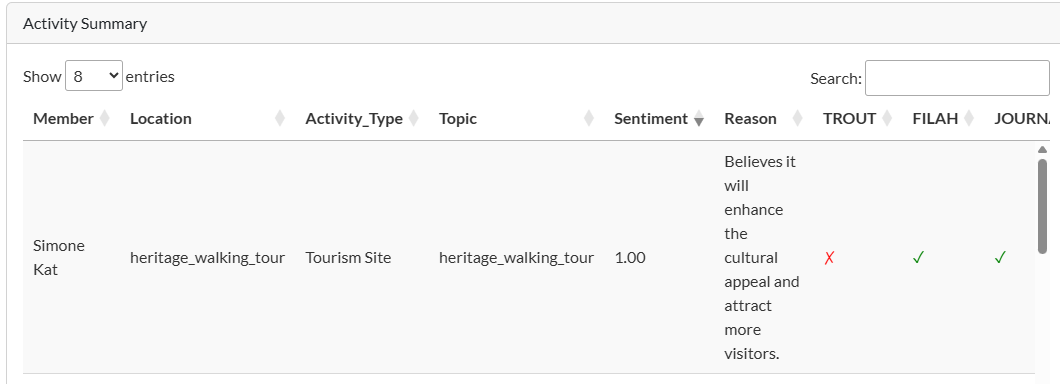 Activity Summary
Show 8 entries
Search:
Member Location Activity_Type Topic Sentiment Reason TROUT FILAH JOURNA
Believes it
will
enhance
the
Simone
Kat
heritage_walking_tour Tourism Site heritage_walking_tour 1.00
cultural
appeal and
attract
more
visitors.
✗ ✓ ✓